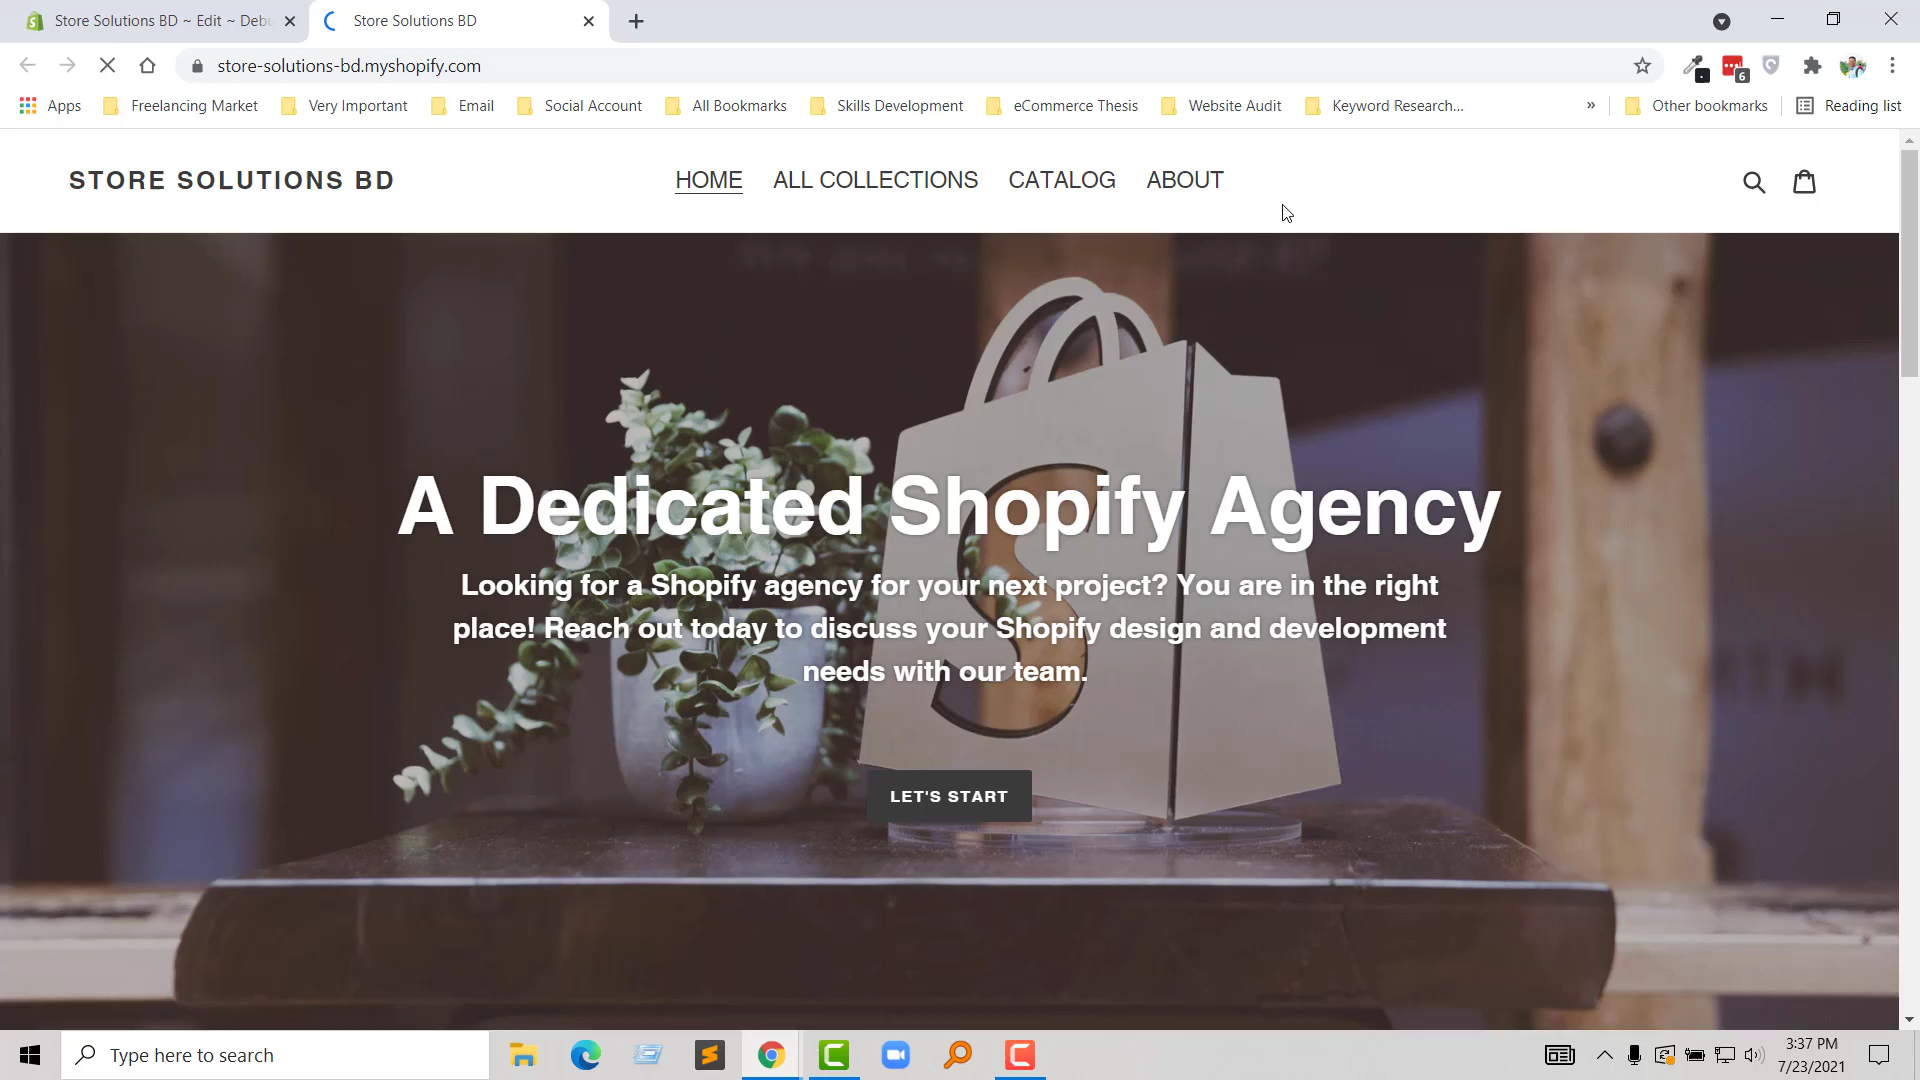 Store Solutions BD ~ Edit ~ Debu
Store Solutions BD
store-solutions-bd.myshopify.com
6
Apps
Freelancing Market
Very Important
Email
Social Account
All Bookmarks
Skills Development
eCommerce Thesis
Website Audit
Keyword Research...
»
Other bookmarks
Reading list
STORE SOLUTIONS BD
HOME
ALL COLLECTIONS
CATALOG
ABOUT
A Dedicated Shopify Agency
Looking for a Shopify agency for your next project? You are in the right
place! Reach out today to discuss your Shopify design and development
needs with our team.
LET'S START
Type here to search
3:37 PM
7/23/2021